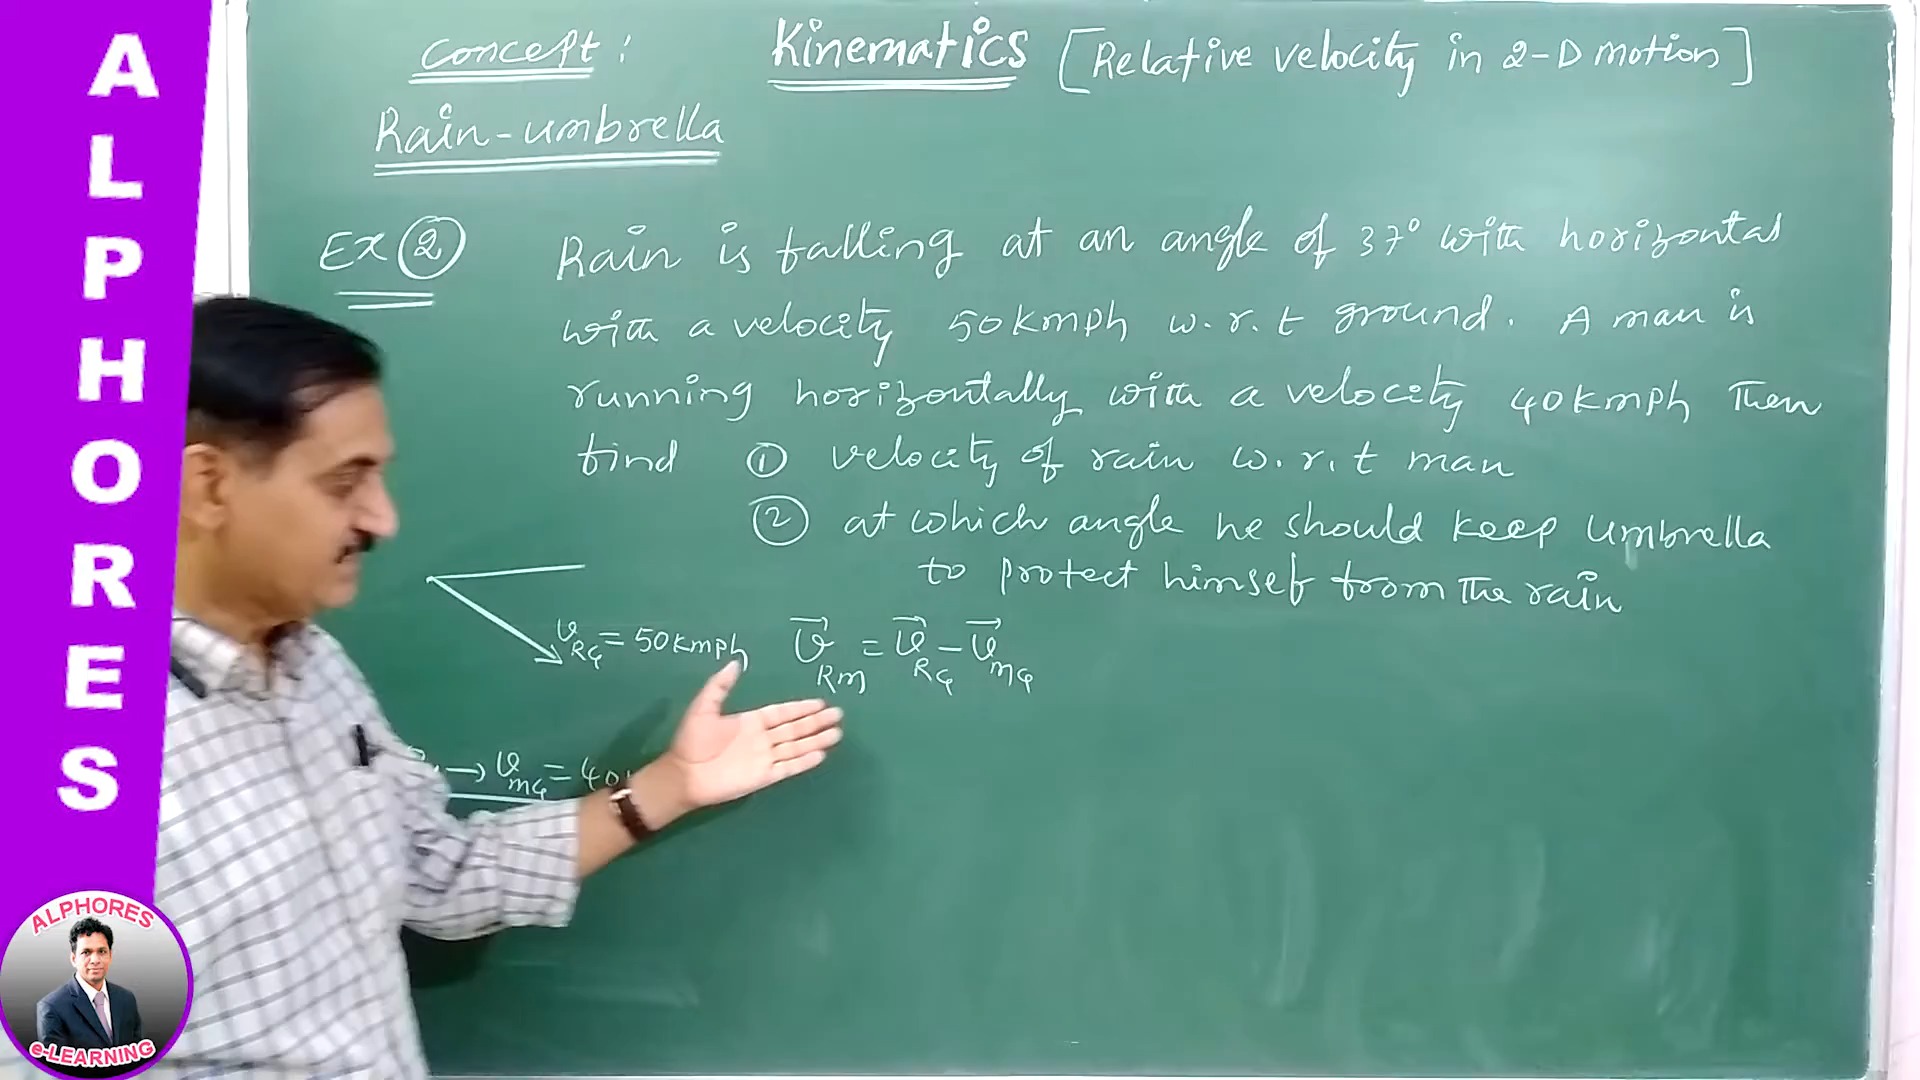 ALPHORES
concept :
Kinematics [Relative velocity in 2-D motion]
Rain-umbrella
Ex ② Rain is falling at an angle of 37° with horizontal
with a velocity 50kmph w.r.t ground. A man is
running horizontally with a velocity 40kmph Then
find ① velocity of rain w.r.t man
② at which angle he should keep umbrella
to protect himself from The rain
v_RG = 50kmph
v⃗_RM = v⃗_RG − v⃗_mG
→ v_mG = 40
ALPHORES
e-LEARNING